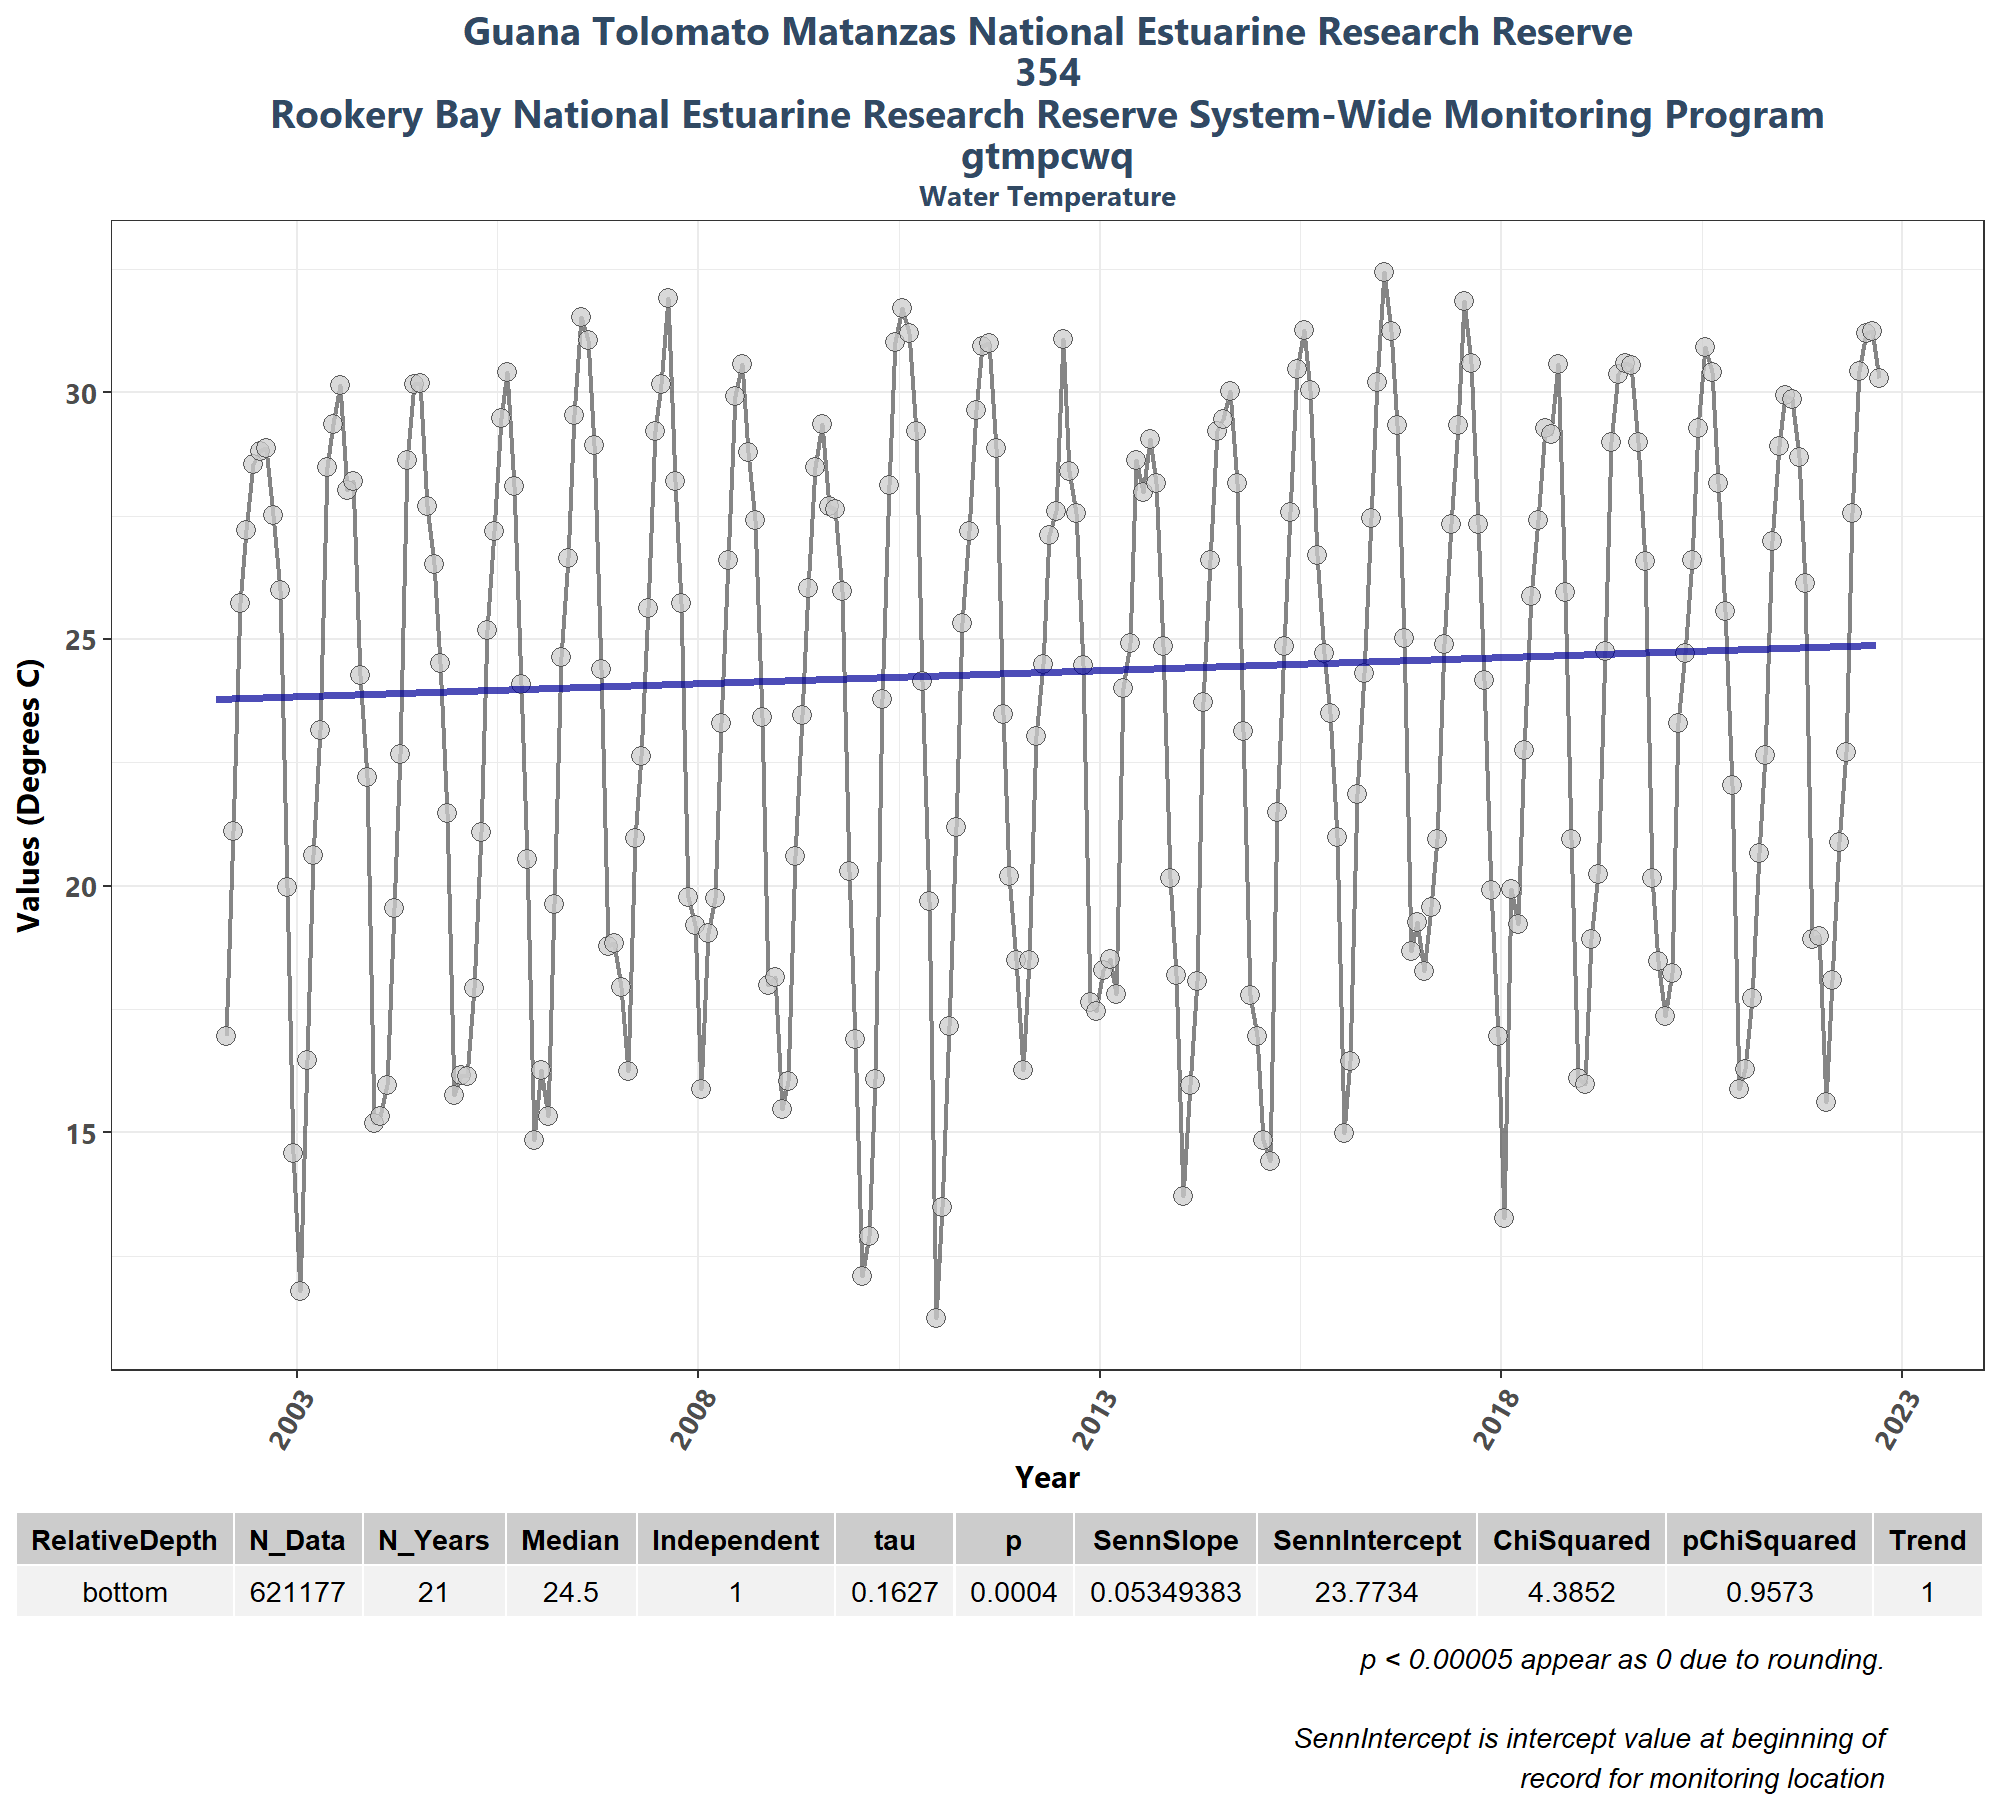 Guana Tolomato Matanzas National Estuarine Research Reserve
354
Rookery Bay National Estuarine Research Reserve System-Wide Monitoring Program
gtmpcwq
Water Temperature
Values (Degrees C)
30
25
20
15
2003
2008
2013
2018
2023
Year
RelativeDepth N_Data N_Years Median Independent tau p SennSlope SennIntercept ChiSquared pChiSquared Trend
bottom 621177 21 24.5 1 0.1627 0.0004 0.05349383 23.7734 4.3852 0.9573 1
p < 0.00005 appear as 0 due to rounding.
SennIntercept is intercept value at beginning of
record for monitoring location